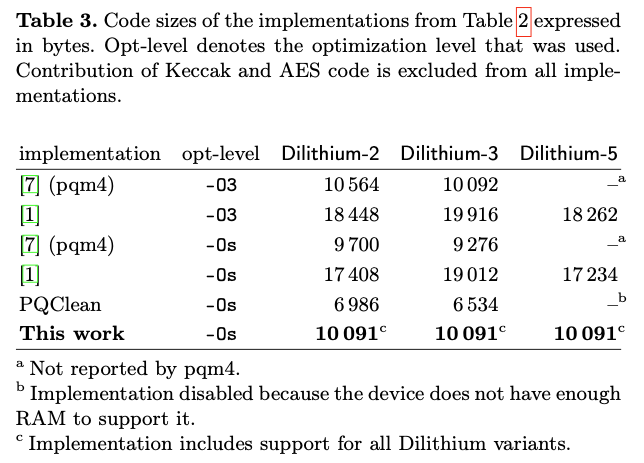 Table 3. Code sizes of the implementations from Table 2 expressed
in bytes. Opt-level denotes the optimization level that was used.
Contribution of Keccak and AES code is excluded from all imple-
mentations.
implementation opt-level Dilithium-2 Dilithium-3 Dilithium-5
[7] (pqm4) -O3 10 564 10 092 –a
[1] -O3 18 448 19 916 18 262
[7] (pqm4) -Os 9 700 9 276 –a
[1] -Os 17 408 19 012 17 234
PQClean -Os 6 986 6 534 –b
This work -Os 10 091c 10 091c 10 091c
a Not reported by pqm4.
b Implementation disabled because the device does not have enough
RAM to support it.
c Implementation includes support for all Dilithium variants.